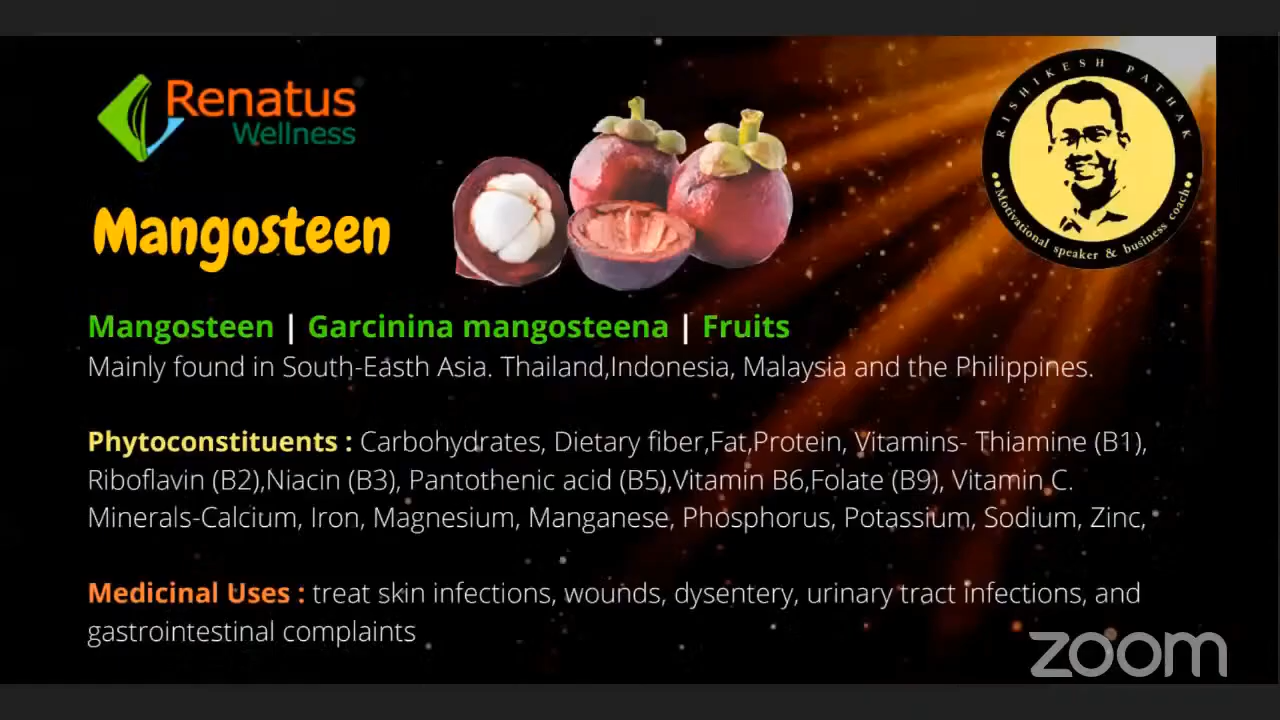 Renatus
Wellness
RISHIKESH PATHAK
Motivational speaker & business coach
Mangosteen
Mangosteen | Garcinina mangosteena | Fruits
Mainly found in South-Easth Asia. Thailand,Indonesia, Malaysia and the Philippines.
Phytoconstituents : Carbohydrates, Dietary fiber,Fat,Protein, Vitamins- Thiamine (B1),
Riboflavin (B2),Niacin (B3), Pantothenic acid (B5),Vitamin B6,Folate (B9), Vitamin C.
Minerals-Calcium, Iron, Magnesium, Manganese, Phosphorus, Potassium, Sodium, Zinc,
Medicinal Uses : treat skin infections, wounds, dysentery, urinary tract infections, and
gastrointestinal complaints
zoom